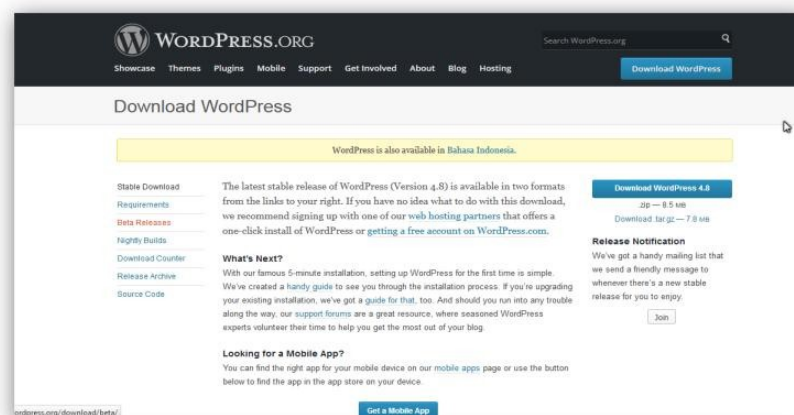 WORDPRESS.ORG
Search WordPress.org
Showcase Themes Plugins Mobile Support Get Involved About Blog Hosting
Download WordPress
Download WordPress
WordPress is also available in Bahasa Indonesia.
Stable Download
Requirements
Beta Releases
Nightly Builds
Download Counter
Release Archive
Source Code
The latest stable release of WordPress (Version 4.8) is available in two formats
from the links to your right. If you have no idea what to do with this download,
we recommend signing up with one of our web hosting partners that offers a
one-click install of WordPress or getting a free account on WordPress.com.
What's Next?
With our famous 5-minute installation, setting up WordPress for the first time is simple.
We've created a handy guide to see you through the installation process. If you're upgrading
your existing installation, we've got a guide for that, too. And should you run into any trouble
along the way, our support forums are a great resource, where seasoned WordPress
experts volunteer their time to help you get the most out of your blog.
Looking for a Mobile App?
You can find the right app for your mobile device on our mobile apps page or use the button
below to find the app in the app store on your device.
Get a Mobile App
Download WordPress 4.8
.zip — 8.5 MB
Download .tar.gz — 7.8 MB
Release Notification
We've got a handy mailing list that
we send a friendly message to
whenever there's a new stable
release for you to enjoy.
Join
ordpress.org/download/beta/